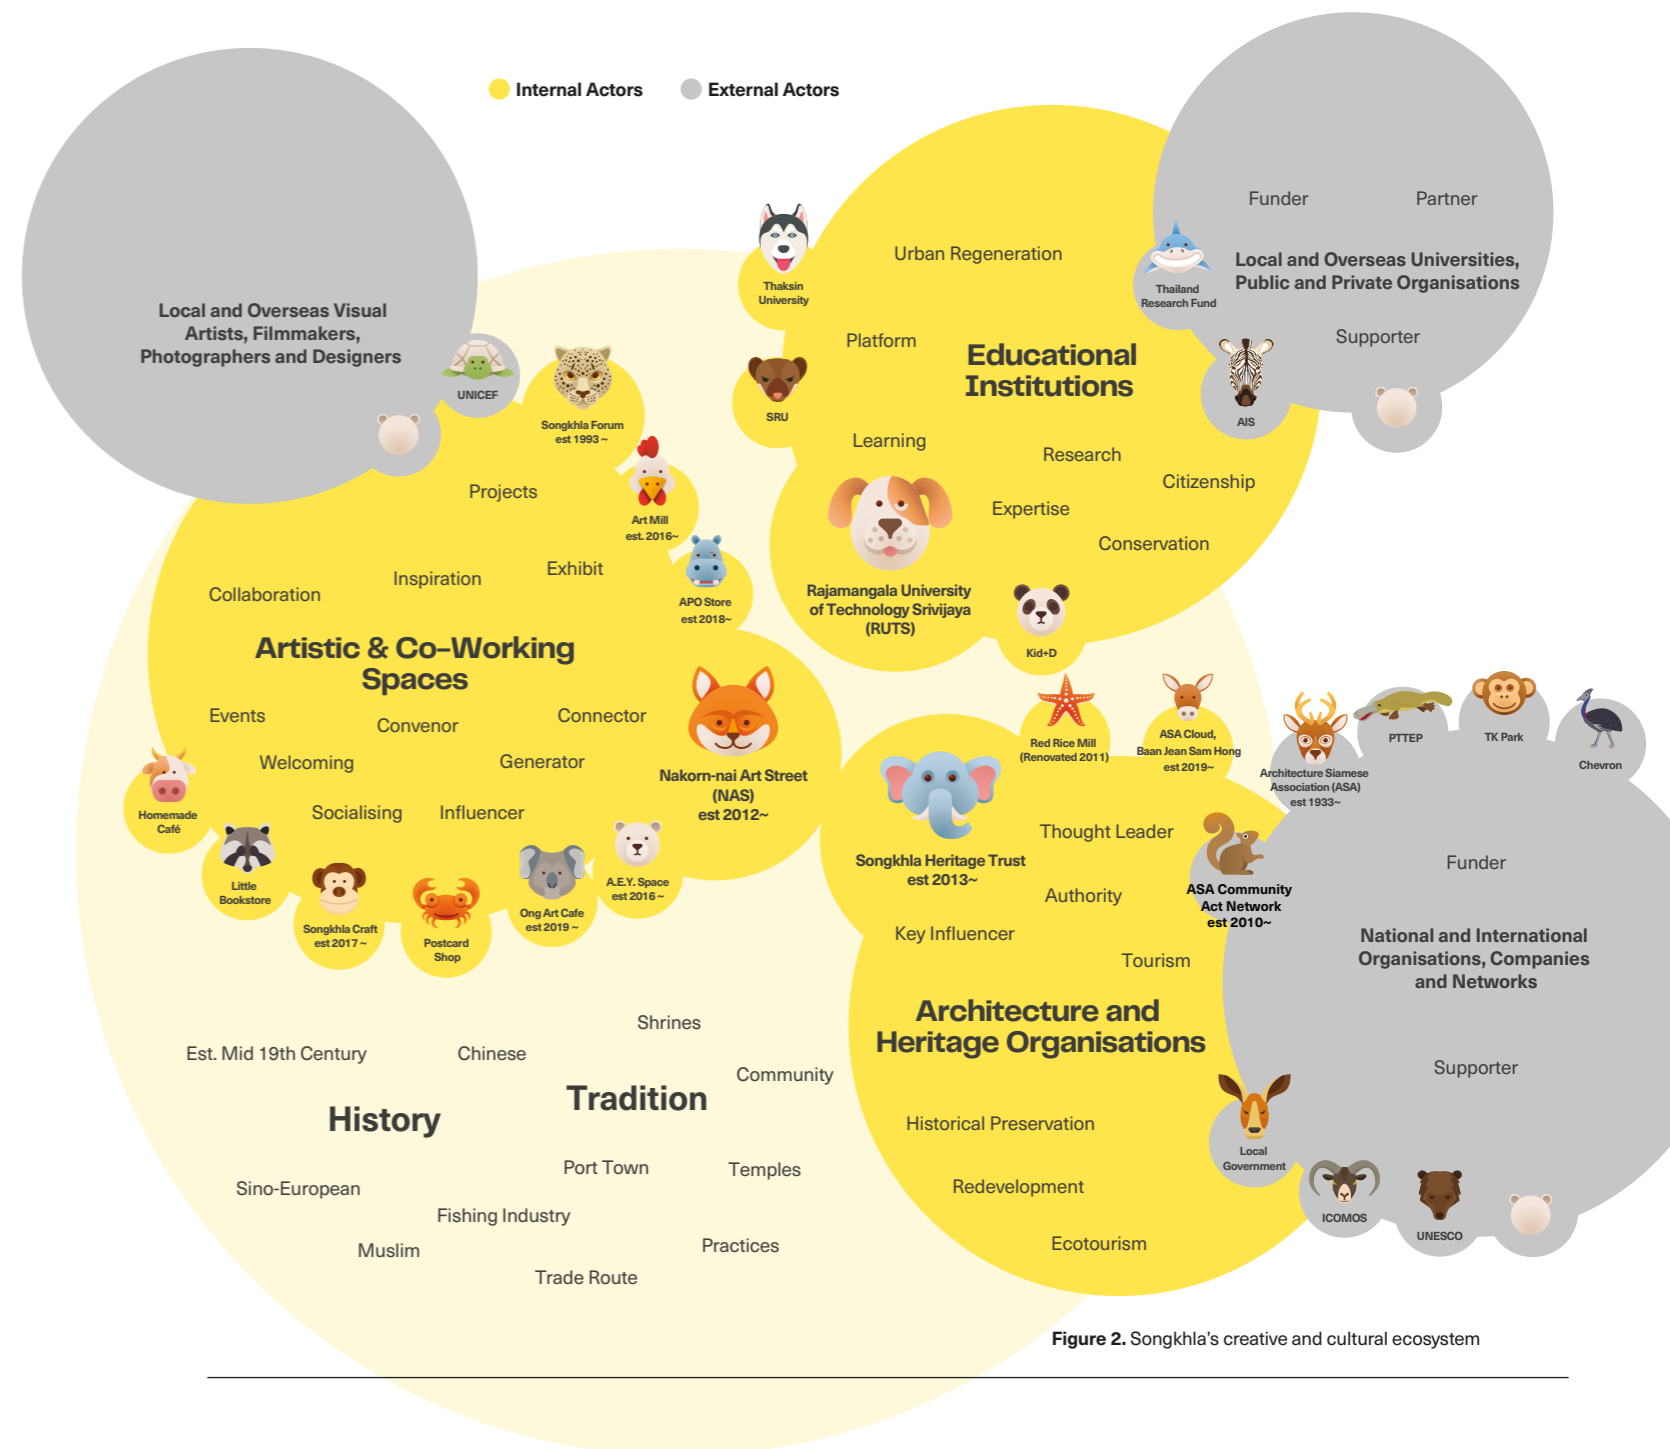 Internal Actors
External Actors
Local and Overseas Visual
Artists, Filmmakers,
Photographers and Designers
UNICEF
Songkhla Forum
est 1993 ~
Art Mill
est. 2016~
APO Store
est 2018~
Projects
Exhibit
Inspiration
Collaboration
Artistic & Co-Working
Spaces
Events
Convenor
Connector
Welcoming
Generator
Socialising
Influencer
Nakorn-nai Art Street
(NAS)
est 2012~
Homemade
Café
Little
Bookstore
Songkhla Craft
est 2017 ~
Postcard
Shop
Ong Art Cafe
est 2019 ~
A.E.Y. Space
est 2016 ~
Thaksin
University
SRU
Urban Regeneration
Platform
Educational
Institutions
Learning
Research
Citizenship
Expertise
Conservation
Rajamangala University
of Technology Srivijaya
(RUTS)
Kid+D
Funder
Partner
Local and Overseas Universities,
Public and Private Organisations
Supporter
Thailand
Research Fund
AIS
Red Rice Mill
(Renovated 2011)
ASA Cloud,
Baan Jean Sam Hong
est 2019~
Architecture Siamese
Association (ASA)
est 1933~
PTTEP
TK Park
Chevron
Songkhla Heritage Trust
est 2013~
Thought Leader
Authority
ASA Community
Act Network
est 2010~
Key Influencer
Tourism
Architecture and
Heritage Organisations
Historical Preservation
Redevelopment
Ecotourism
Funder
National and International
Organisations, Companies
and Networks
Supporter
Local
Government
ICOMOS
UNESCO
Shrines
Est. Mid 19th Century
Chinese
Community
Tradition
History
Port Town
Temples
Sino-European
Fishing Industry
Muslim
Practices
Trade Route
Figure 2. Songkhla's creative and cultural ecosystem